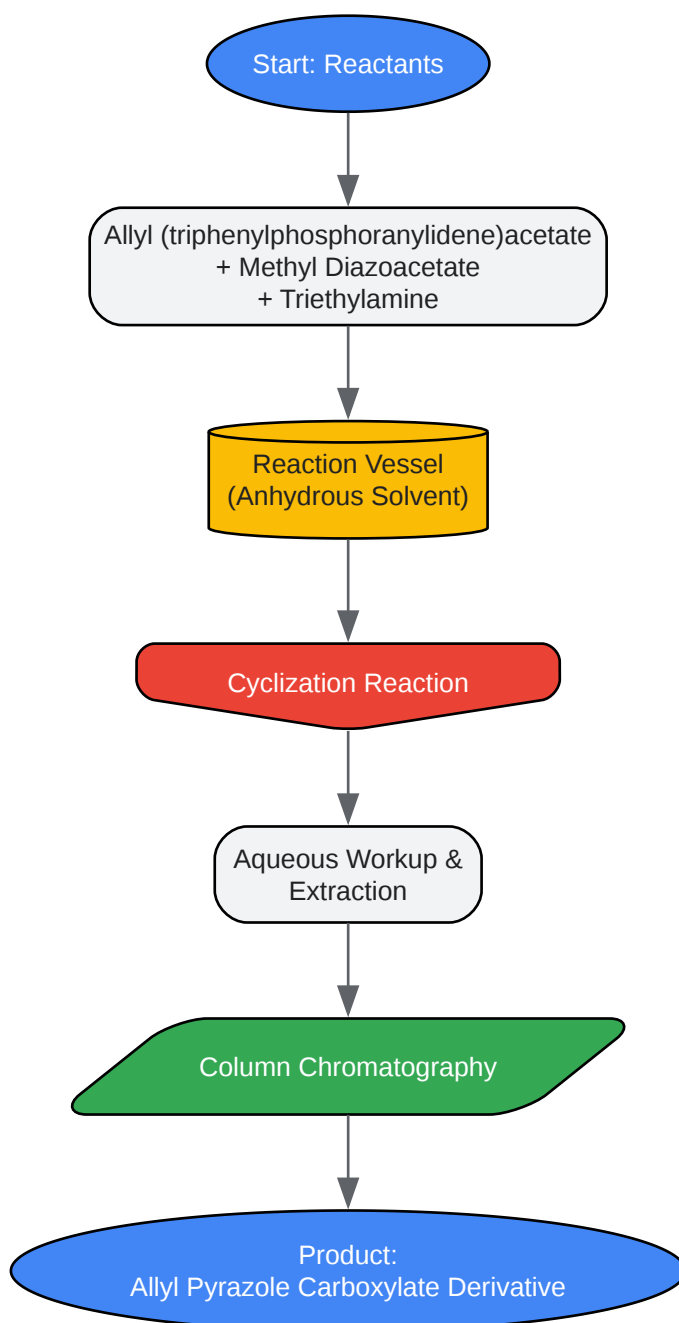 Start: Reactants
Allyl (triphenylphosphoranylidene)acetate
+ Methyl Diazoacetate
+ Triethylamine
Reaction Vessel
(Anhydrous Solvent)
Cyclization Reaction
Aqueous Workup &
Extraction
Column Chromatography
Product:
Allyl Pyrazole Carboxylate Derivative